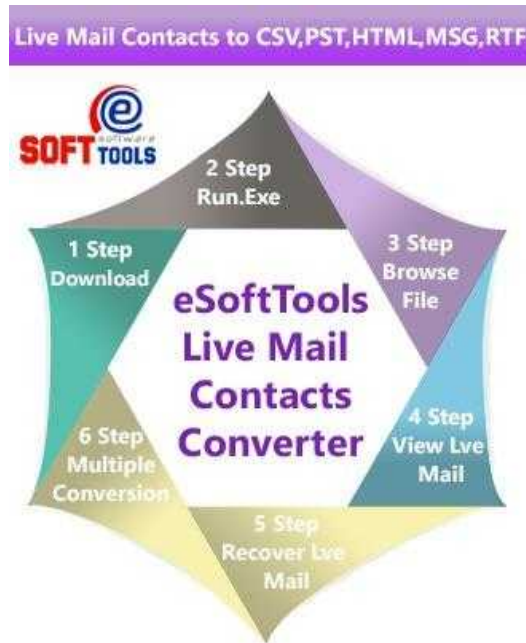 Live Mail Contacts to CSV,PST,HTML,MSG,RTF
e
software
SOFT TOOLS
1 Step
Download
2 Step
Run.Exe
3 Step
Browse
File
4 Step
View Lve
Mail
5 Step
Recover Lve
Mail
6 Step
Multiple
Conversion
eSoftTools
Live Mail
Contacts
Converter